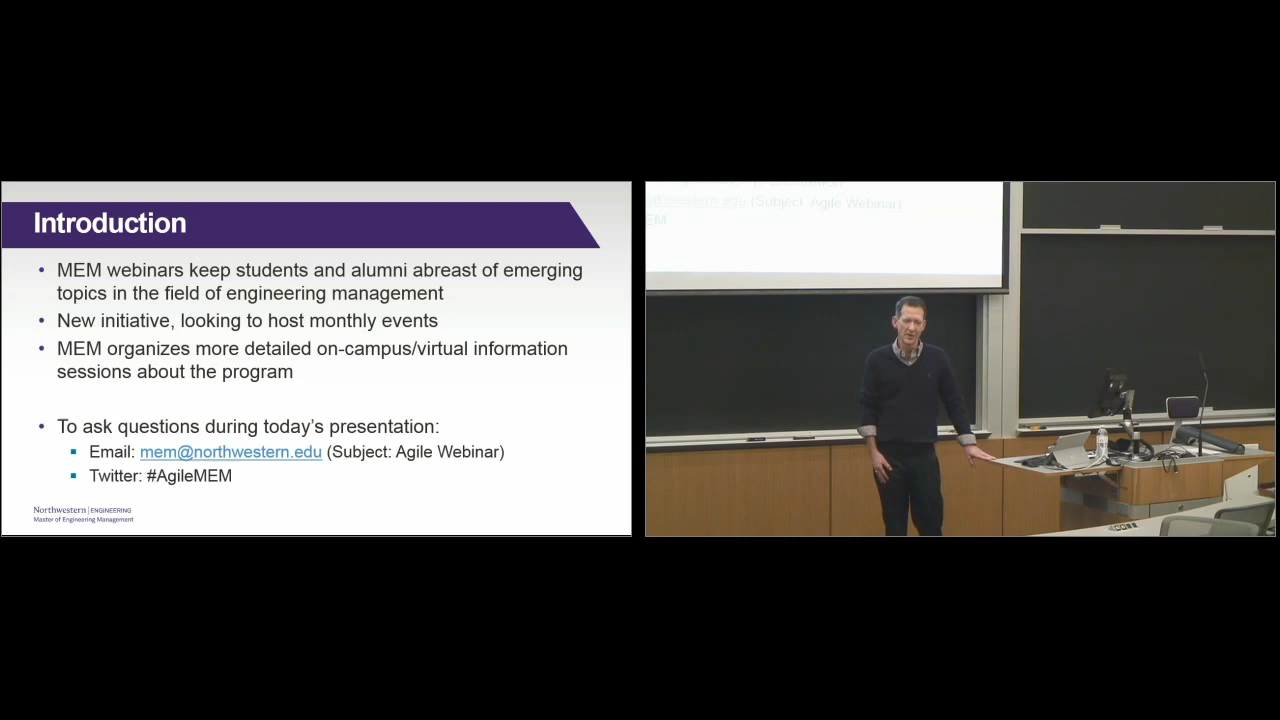 Introduction
• MEM webinars keep students and alumni abreast of emerging
topics in the field of engineering management
• New initiative, looking to host monthly events
• MEM organizes more detailed on-campus/virtual information
sessions about the program
• To ask questions during today's presentation:
▪ Email: mem@northwestern.edu (Subject: Agile Webinar)
▪ Twitter: #AgileMEM
Northwestern | ENGINEERING
Master of Engineering Management
(Subject: Agile Webinar)